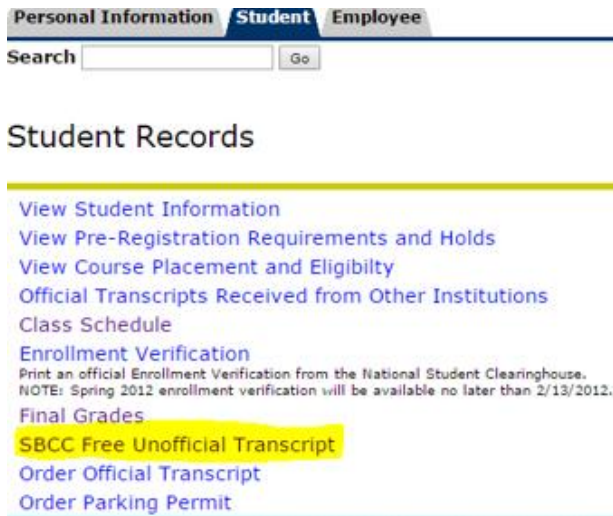 Personal Information Student Employee
Search Go
Student Records
View Student Information
View Pre-Registration Requirements and Holds
View Course Placement and Eligibilty
Official Transcripts Received from Other Institutions
Class Schedule
Enrollment Verification
Print an official Enrollment Verification from the National Student Clearinghouse.
NOTE: Spring 2012 enrollment verification will be available no later than 2/13/2012.
Final Grades
SBCC Free Unofficial Transcript
Order Official Transcript
Order Parking Permit